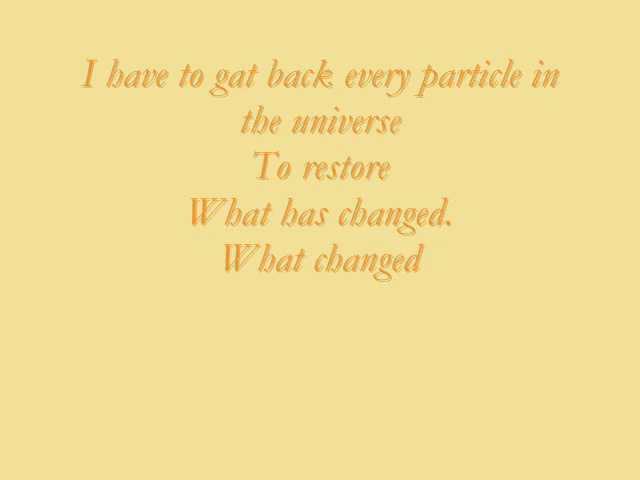 I have to gat back every particle in
the universe
To restore
What has changed.
What changed